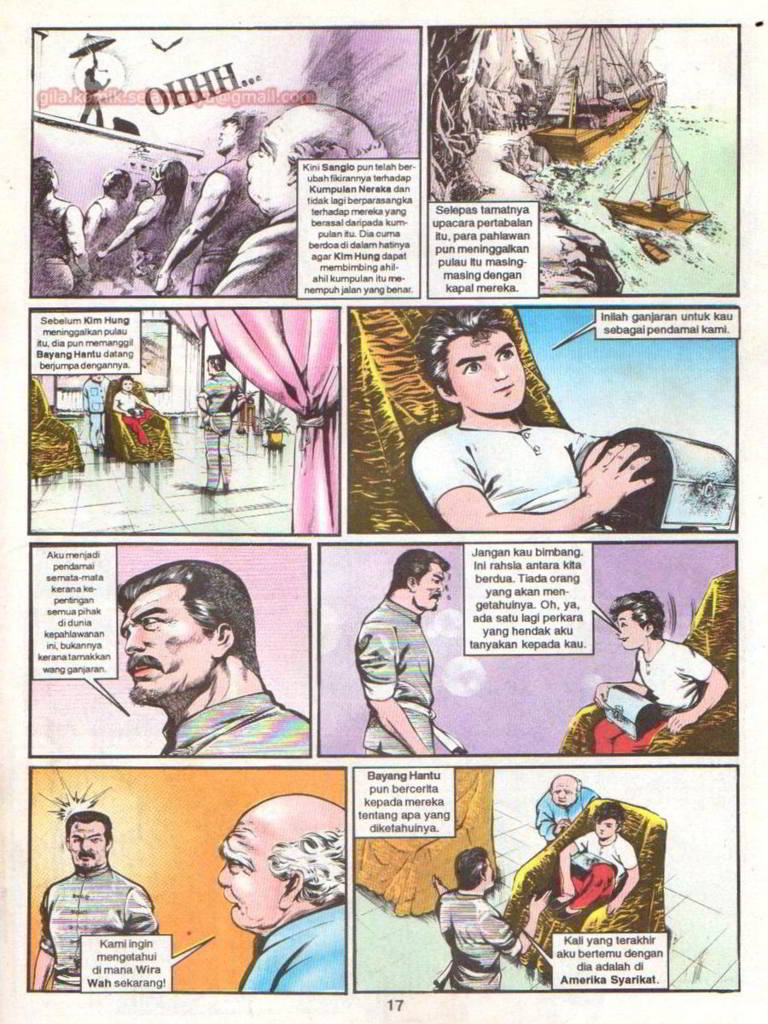 gila.komik.se
@gmail.com
OHHH...
Kini Sanglo pun telah ber-
ubah fikirannya terhadap
Kumpulan Neraka dan
tidak lagi berparasangka
terhadap mereka yang
berasal daripada kum-
pulan itu. Dia cuma
berdoa di dalam hatinya
agar Kim Hung dapat
membimbing ahli-
ahli kumpulan itu me-
nempuh jalan yang benar.
Selepas tamatnya
upacara pertabalan
itu, para pahlawan
pun meninggalkan
pulau itu masing-
masing dengan
kapal mereka.
Sebelum Kim Hung
meninggalkan pulau
itu, dia pun memanggil
Bayang Hantu datang
berjumpa dengannya.
Inilah ganjaran untuk kau
sebagai pendamai kami.
Aku menjadi
pendamai
semata-mata
kerana ke-
pentingan
semua pihak
di dunia
kepahlawanan
ini, bukannya
kerana tamakkan
wang ganjaran.
Jangan kau bimbang.
Ini rahsia antara kita
berdua. Tiada orang
yang akan men-
getahuinya. Oh, ya,
ada satu lagi perkara
yang hendak aku
tanyakan kepada kau.
Kami ingin
mengetahui
di mana Wira
Wah sekarang!
Bayang Hantu
pun bercerita
kepada mereka
tentang apa yang
diketahuinya.
Kali yang terakhir
aku bertemu dengan
dia adalah di
Amerika Syarikat.
17